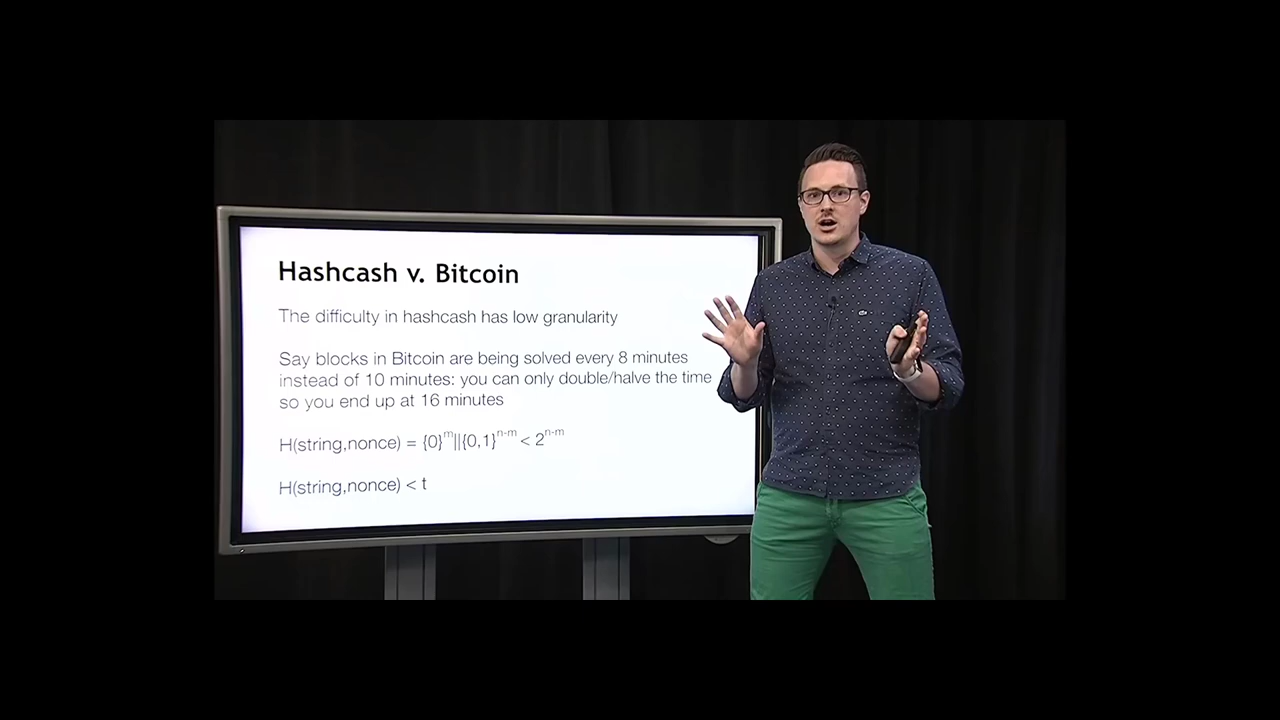 Hashcash v. Bitcoin
The difficulty in hashcash has low granularity
Say blocks in Bitcoin are being solved every 8 minutes
instead of 10 minutes: you can only double/halve the time
so you end up at 16 minutes
H(string,nonce) = {0}^m||{0,1}^n-m < 2^n-m
H(string,nonce) < t